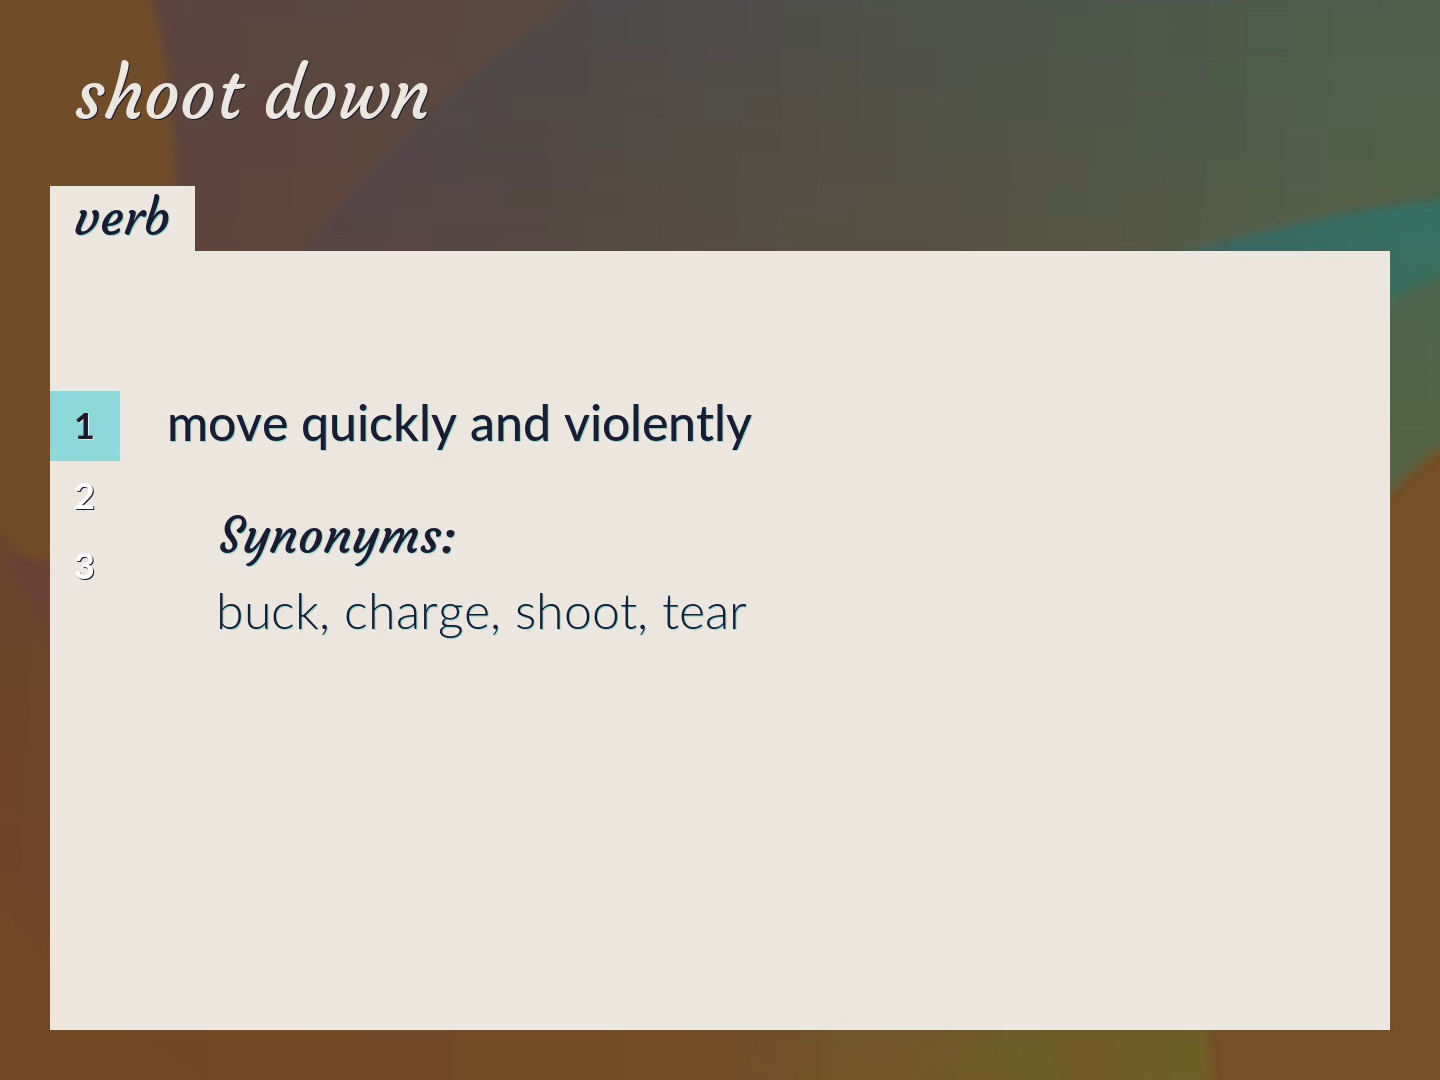 shoot down
verb
1 move quickly and violently
2
Synonyms:
3
buck, charge, shoot, tear